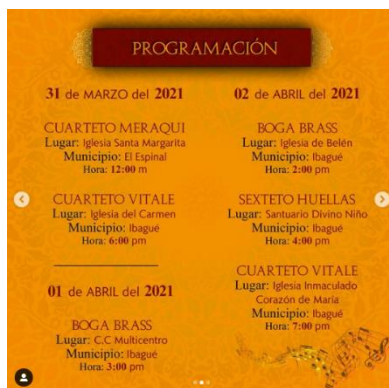 PROGRAMACIÓN
31 de MARZO del 2021
CUARTETO MERAQUI
Lugar: Iglesia Santa Margarita
Municipio: El Espinal
Hora: 12:00 m
CUARTETO VITALE
Lugar: Iglesia del Carmen
Municipio: Ibagué
Hora: 6:00 pm
01 de ABRIL del 2021
BOGA BRASS
Lugar: C.C Multicentro
Municipio: Ibagué
Hora: 3:00 pm
02 de ABRIL del 2021
BOGA BRASS
Lugar: Iglesia de Belén
Municipio: Ibagué
Hora: 2:00 pm
SEXTETO HUELLAS
Lugar: Santuario Divino Niño
Municipio: Ibagué
Hora: 4:00 pm
CUARTETO VITALE
Lugar: Iglesia Inmaculado
Corazón de María
Municipio: Ibagué
Hora: 7:00 pm